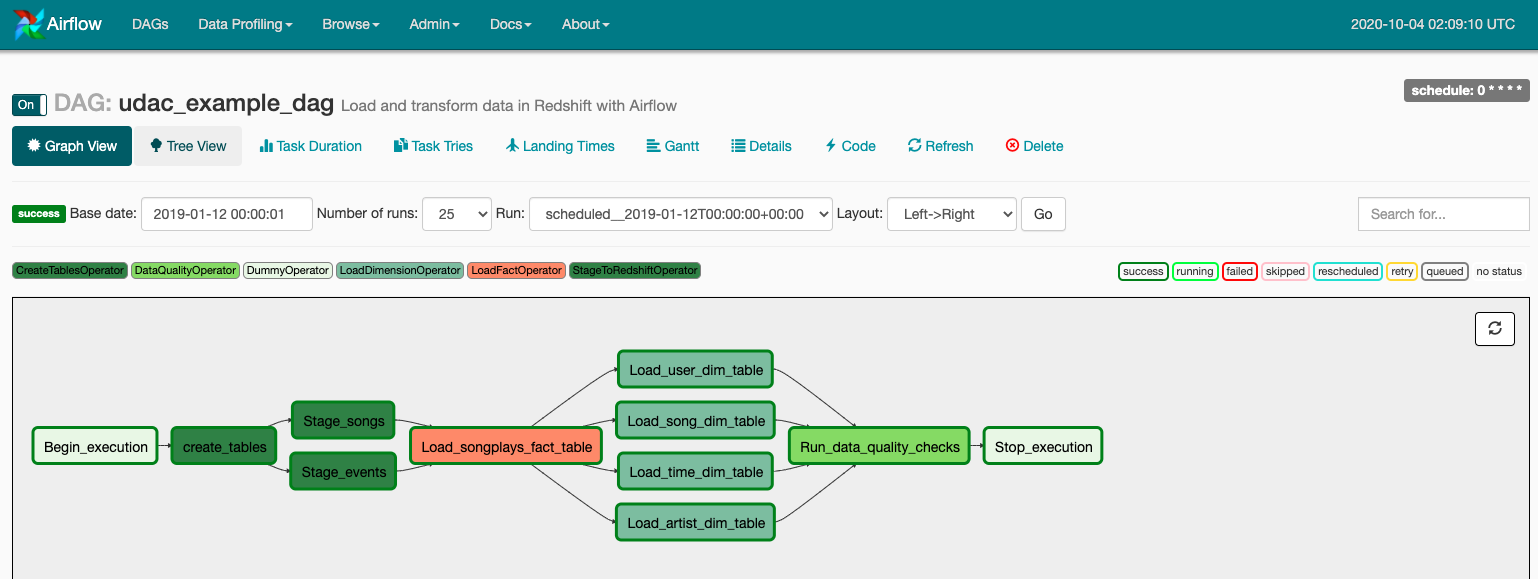 Airflow DAGs Data Profiling Browse Admin Docs About 2020-10-04 02:09:10 UTC
schedule: 0 * * * *
On DAG: udac_example_dag Load and transform data in Redshift with Airflow
Graph View Tree View Task Duration Task Tries Landing Times Gantt Details Code Refresh Delete
success Base date: 2019-01-12 00:00:01 Number of runs: 25 Run: scheduled__2019-01-12T00:00:00+00:00 Layout: Left->Right Go Search for...
CreateTablesOperator DataQualityOperator DummyOperator LoadDimensionOperator LoadFactOperator StageToRedshiftOperator success running failed skipped rescheduled retry queued no status
Load_user_dim_table
Stage_songs Load_song_dim_table
Begin_execution create_tables Load_songplays_fact_table Run_data_quality_checks Stop_execution
Stage_events Load_time_dim_table
Load_artist_dim_table